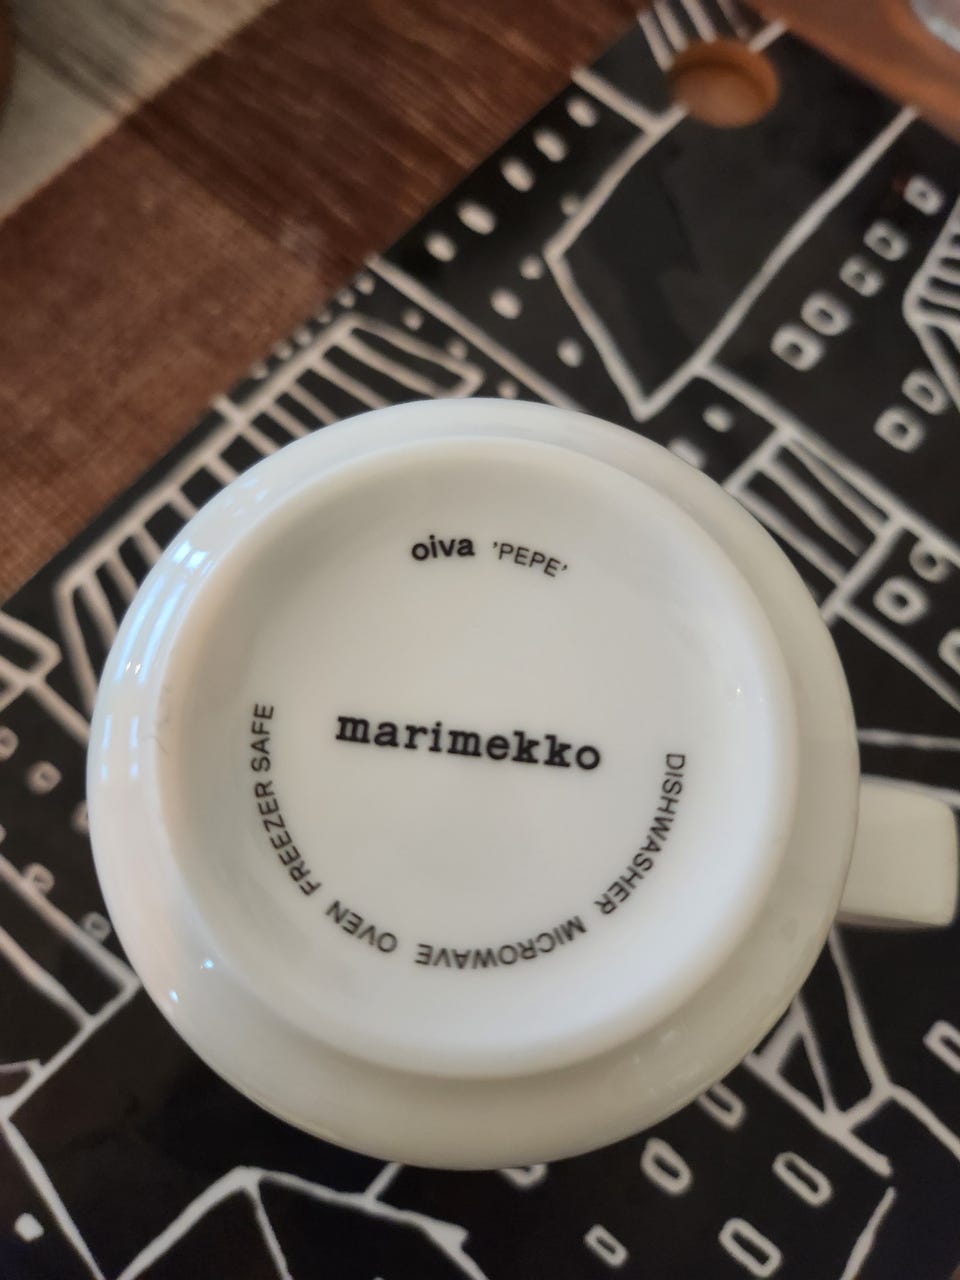 oiva 'PEPE'
marimekko
DISHWASHER MICROWAVE OVEN FREEZER SAFE